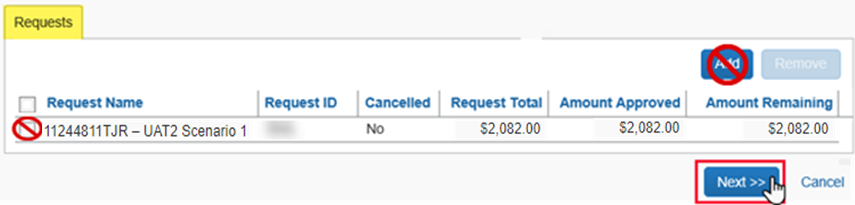 Requests
Add Remove
Request Name Request ID Cancelled Request Total Amount Approved Amount Remaining
11244811TJR – UAT2 Scenario 1 No $2,082.00 $2,082.00 $2,082.00
Next >> Cancel